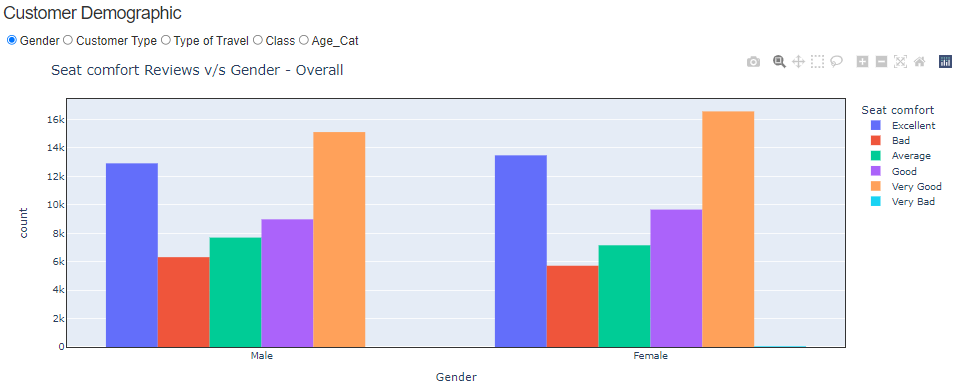 Customer Demographic
Gender Customer Type Type of Travel Class Age_Cat
Seat comfort Reviews v/s Gender - Overall
Seat comfort
Excellent
Bad
Average
Good
Very Good
Very Bad
16k
14k
12k
10k
8k
6k
4k
2k
0
count
Male Female
Gender